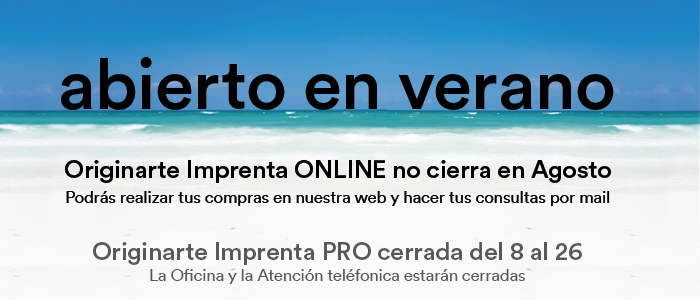 abierto en verano
Originarte Imprenta ONLINE no cierra en Agosto
Podrás realizar tus compras en nuestra web y hacer tus consultas por mail
Originarte Imprenta PRO cerrada del 8 al 26
La Oficina y la Atención teléfonica estarán cerradas